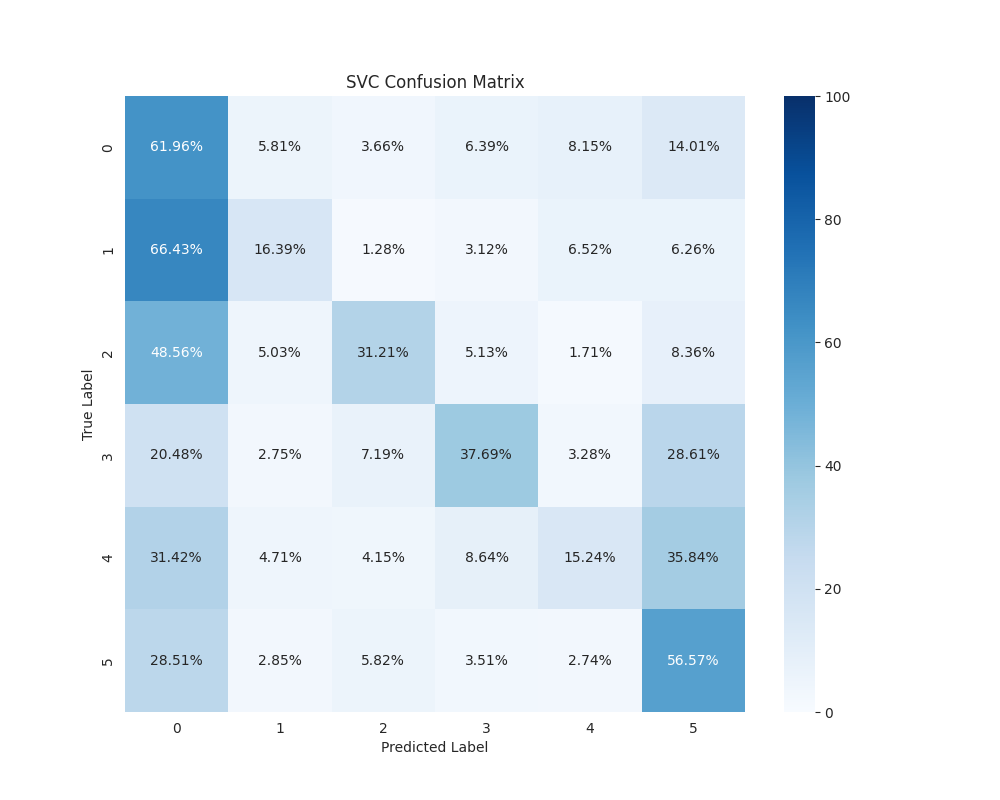 SVC Confusion Matrix
0 61.96% 5.81% 3.66% 6.39% 8.15% 14.01%
1 66.43% 16.39% 1.28% 3.12% 6.52% 6.26%
2 48.56% 5.03% 31.21% 5.13% 1.71% 8.36%
3 20.48% 2.75% 7.19% 37.69% 3.28% 28.61%
4 31.42% 4.71% 4.15% 8.64% 15.24% 35.84%
5 28.51% 2.85% 5.82% 3.51% 2.74% 56.57%
0 1 2 3 4 5
Predicted Label
True Label
100
80
60
40
20
0